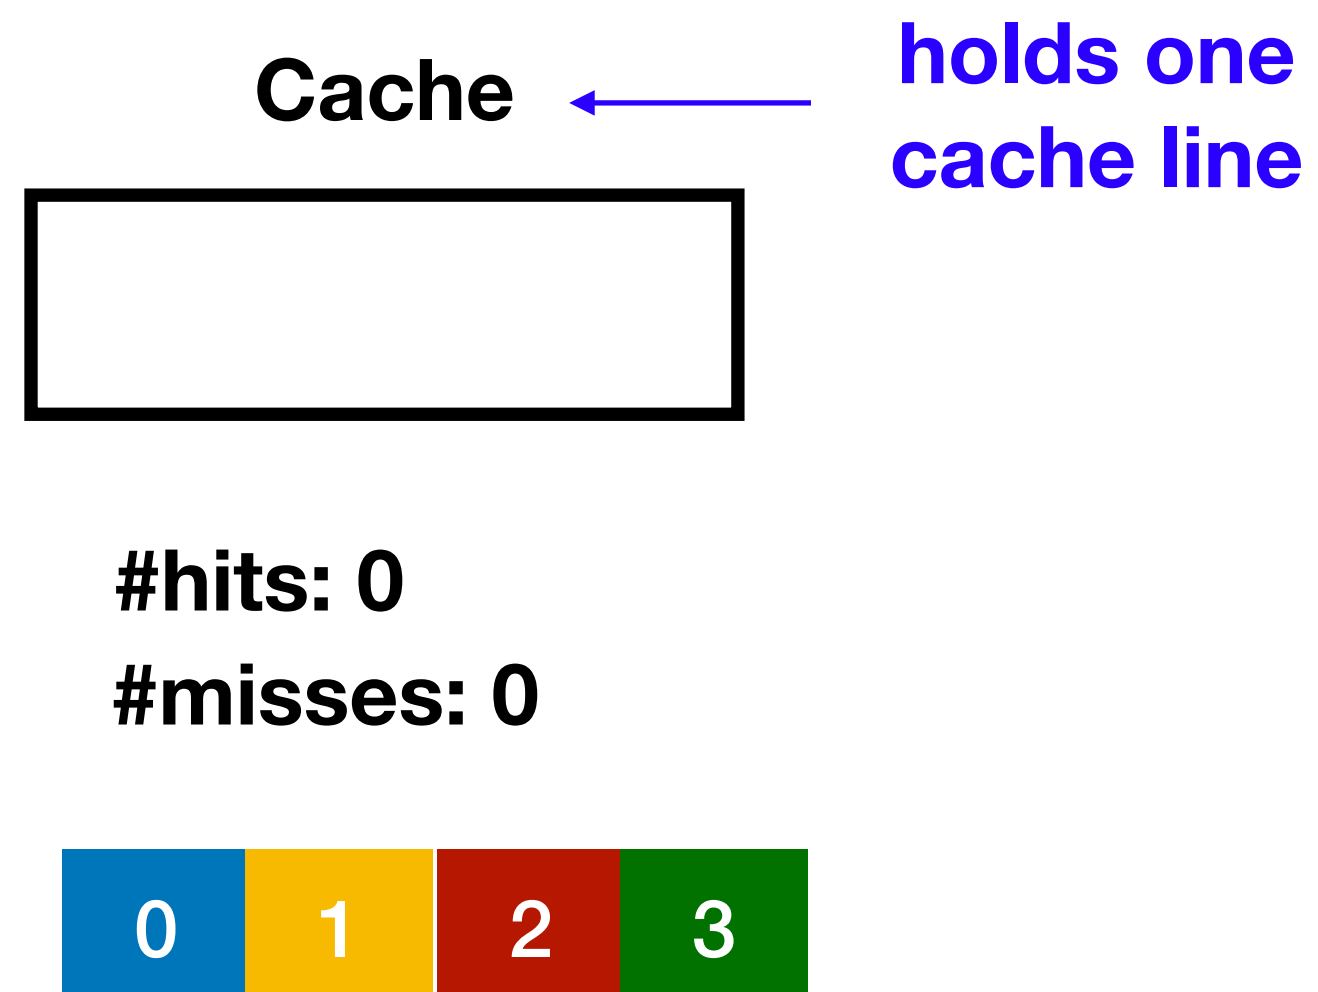 Cache
holds one
cache line
#hits: 0
#misses: 0
0 1 2 3